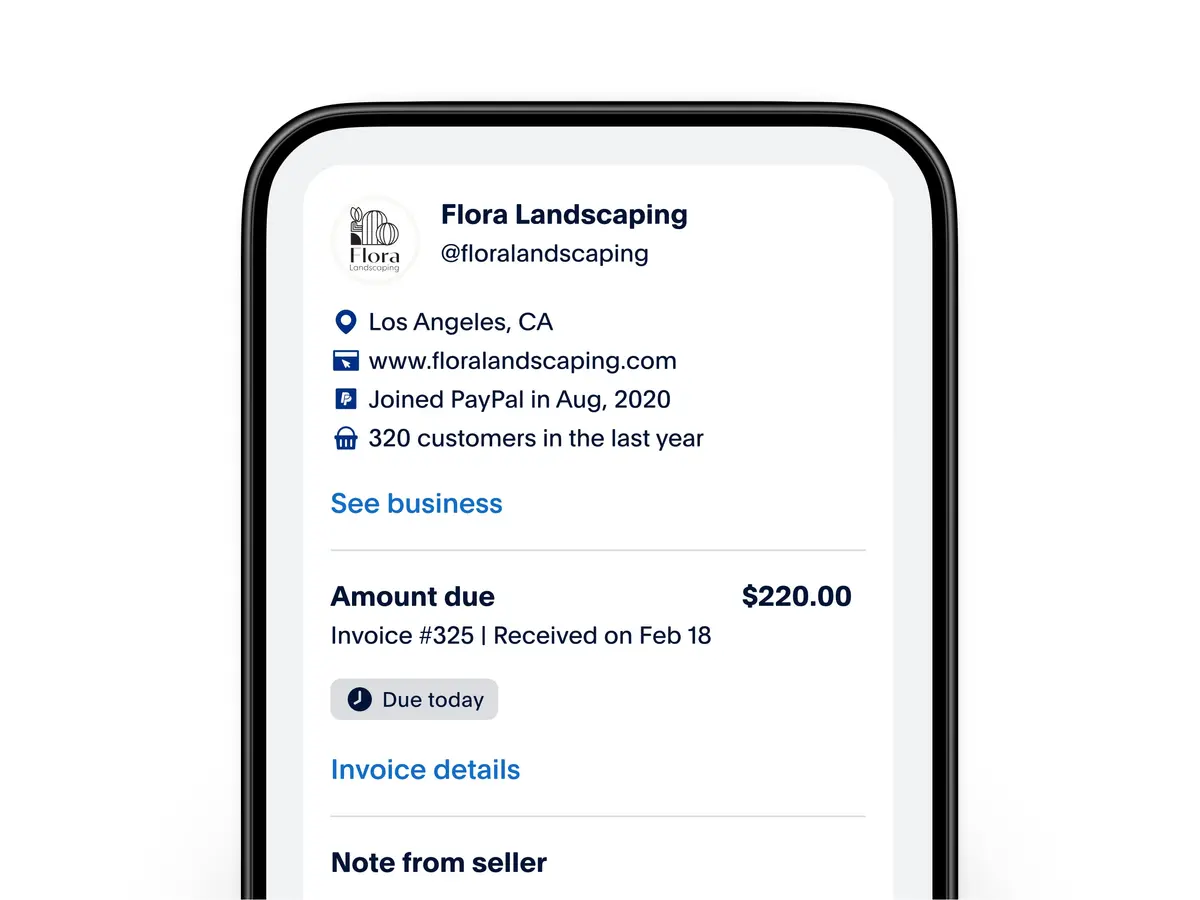 Flora Landscaping
@floralandscaping
Flora
Landscaping
Los Angeles, CA
www.floralandscaping.com
Joined PayPal in Aug, 2020
320 customers in the last year
See business
Amount due $220.00
Invoice #325 | Received on Feb 18
Due today
Invoice details
Note from seller